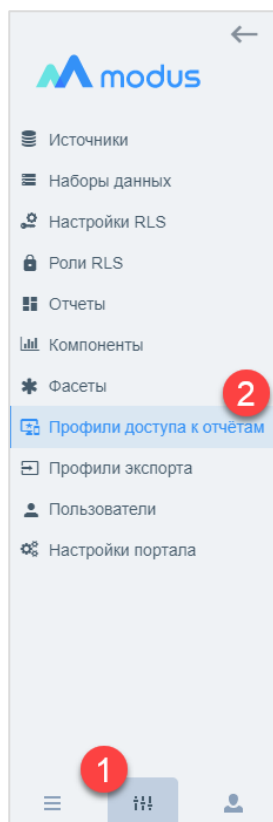 modus
Источники
Наборы данных
Настройки RLS
Роли RLS
Отчеты
Компоненты
Фасеты
2
Профили доступа к отчётам
Профили экспорта
Пользователи
Настройки портала
1